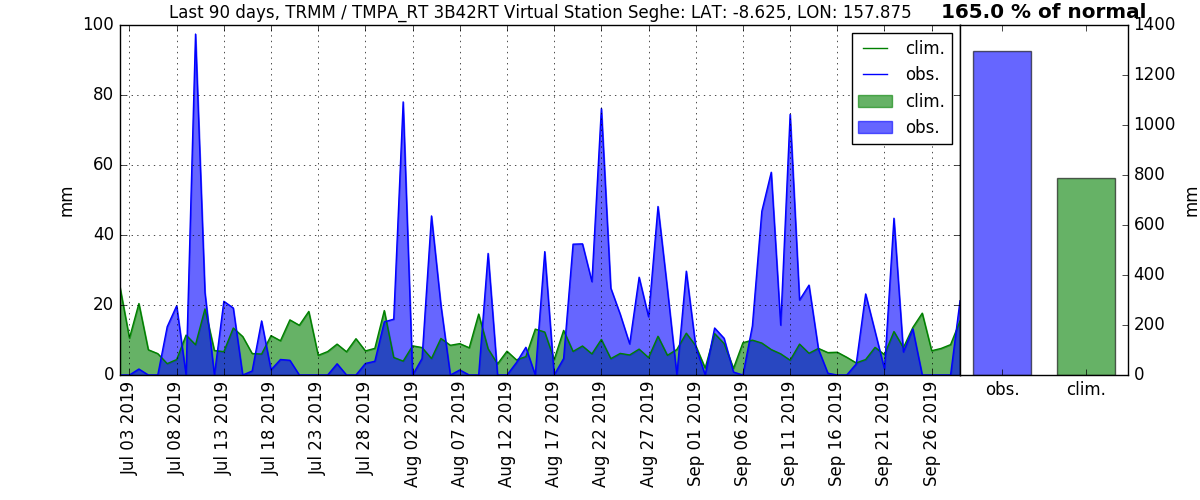 Last 90 days, TRMM / TMPA_RT 3B42RT Virtual Station Seghe: LAT: -8.625, LON: 157.875
165.0 % of normal
100
80
60
40
20
0
mm
clim.
obs.
clim.
obs.
Jul 03 2019
Jul 08 2019
Jul 13 2019
Jul 18 2019
Jul 23 2019
Jul 28 2019
Aug 02 2019
Aug 07 2019
Aug 12 2019
Aug 17 2019
Aug 22 2019
Aug 27 2019
Sep 01 2019
Sep 06 2019
Sep 11 2019
Sep 16 2019
Sep 21 2019
Sep 26 2019
1400
1200
1000
800
600
400
200
0
mm
obs.
clim.